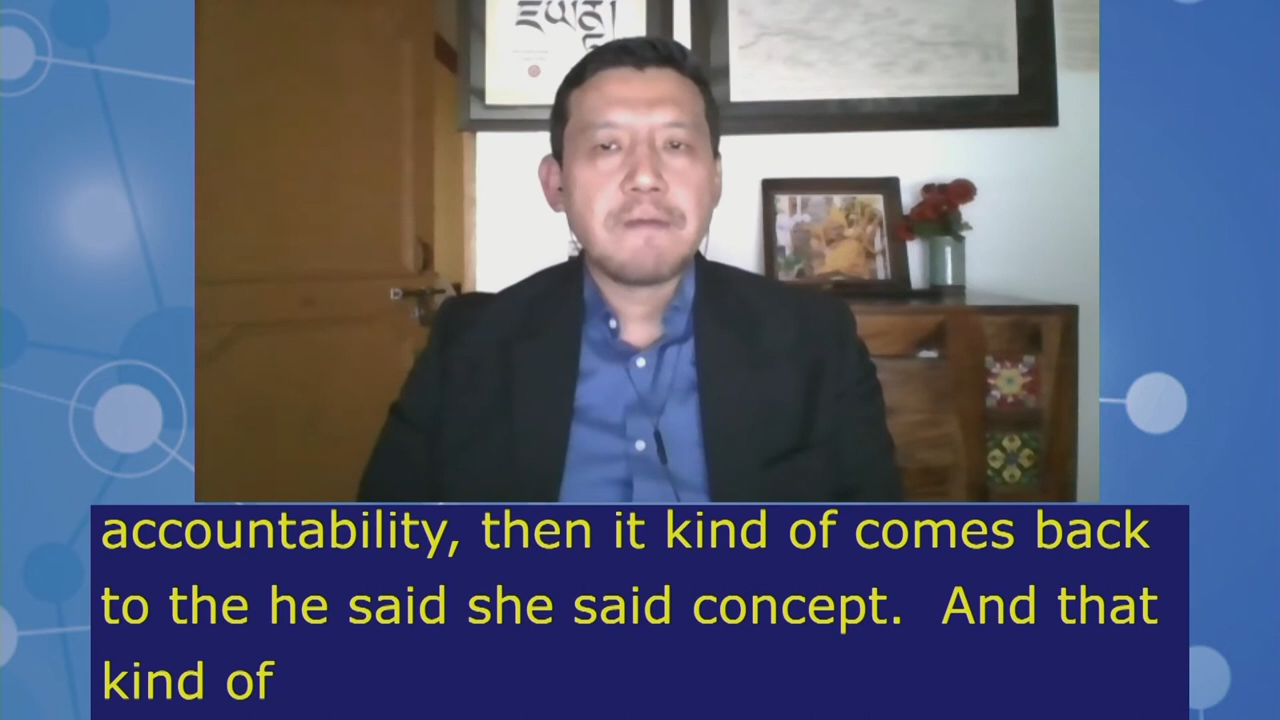 accountability, then it kind of comes back
to the he said she said concept.  And that
kind of